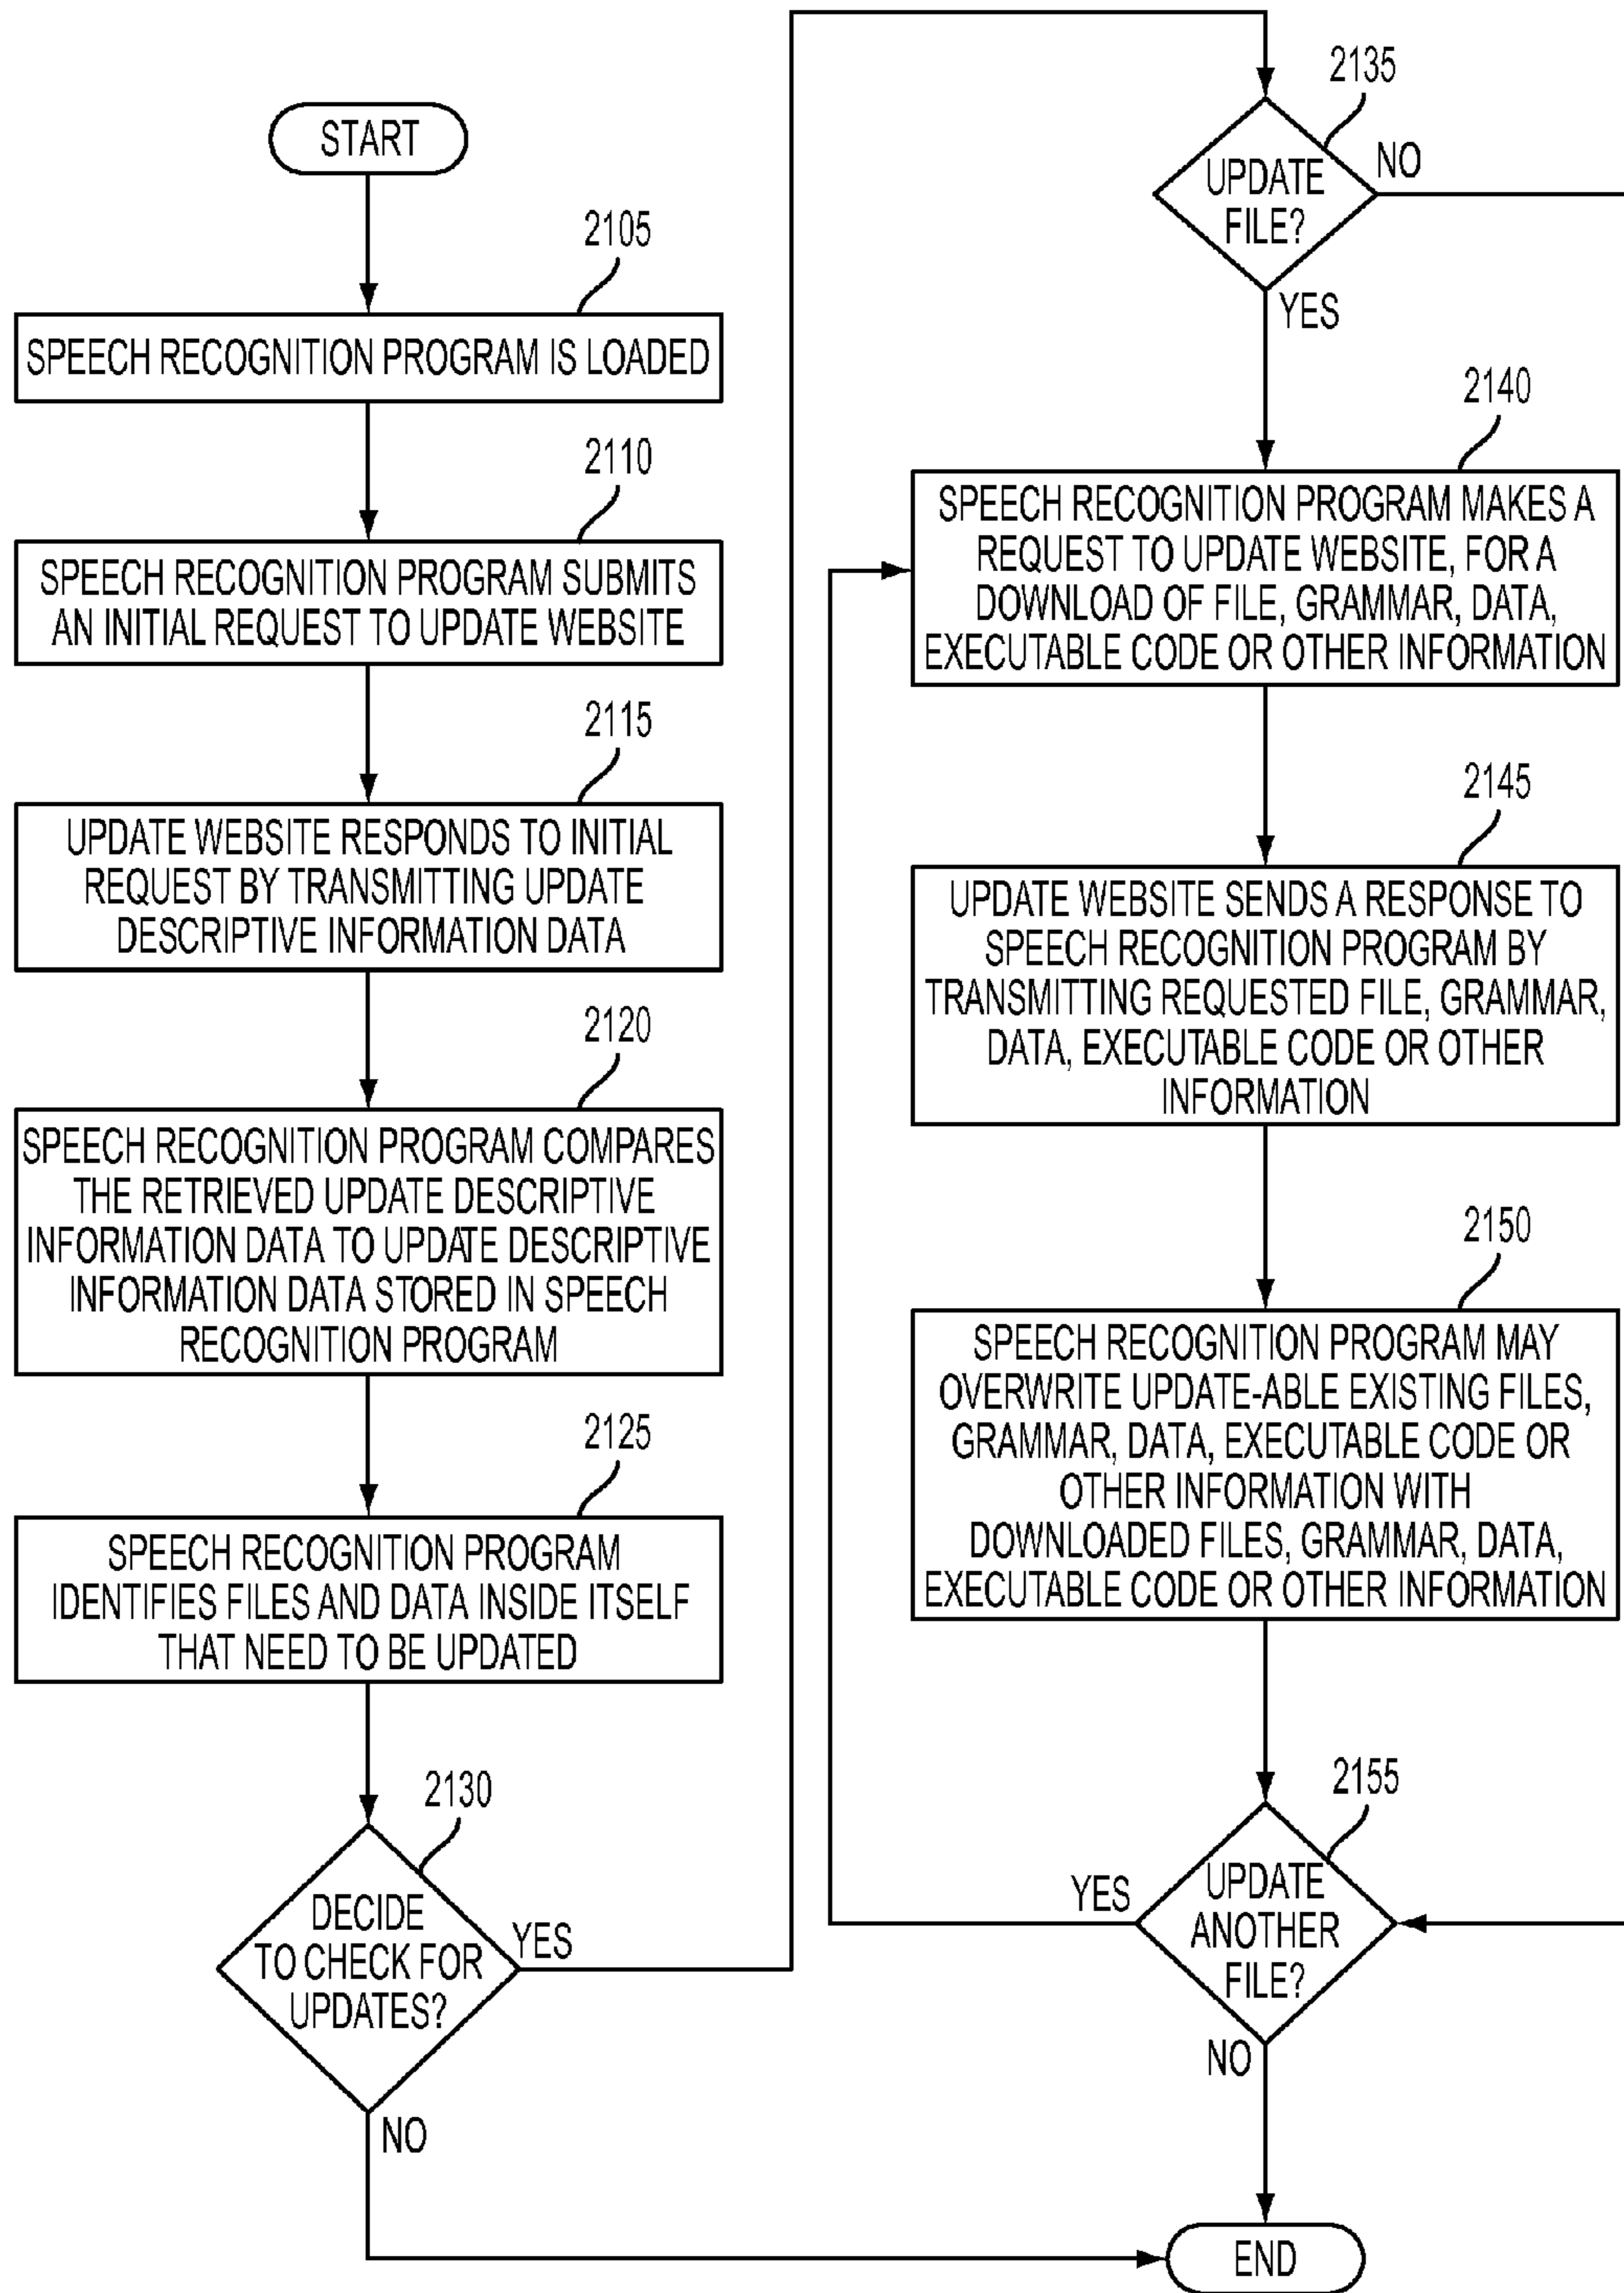 START
2105
SPEECH RECOGNITION PROGRAM IS LOADED
2110
SPEECH RECOGNITION PROGRAM SUBMITS
AN INITIAL REQUEST TO UPDATE WEBSITE
2115
UPDATE WEBSITE RESPONDS TO INITIAL
REQUEST BY TRANSMITTING UPDATE
DESCRIPTIVE INFORMATION DATA
2120
SPEECH RECOGNITION PROGRAM COMPARES
THE RETRIEVED UPDATE DESCRIPTIVE
INFORMATION DATA TO UPDATE DESCRIPTIVE
INFORMATION DATA STORED IN SPEECH
RECOGNITION PROGRAM
2125
SPEECH RECOGNITION PROGRAM
IDENTIFIES FILES AND DATA INSIDE ITSELF
THAT NEED TO BE UPDATED
2130
DECIDE
TO CHECK FOR
UPDATES?
YES
NO
2135
UPDATE
FILE?
NO
YES
2140
SPEECH RECOGNITION PROGRAM MAKES A
REQUEST TO UPDATE WEBSITE, FOR A
DOWNLOAD OF FILE, GRAMMAR, DATA,
EXECUTABLE CODE OR OTHER INFORMATION
2145
UPDATE WEBSITE SENDS A RESPONSE TO
SPEECH RECOGNITION PROGRAM BY
TRANSMITTING REQUESTED FILE, GRAMMAR,
DATA, EXECUTABLE CODE OR OTHER
INFORMATION
2150
SPEECH RECOGNITION PROGRAM MAY
OVERWRITE UPDATE-ABLE EXISTING FILES,
GRAMMAR, DATA, EXECUTABLE CODE OR
OTHER INFORMATION WITH
DOWNLOADED FILES, GRAMMAR, DATA,
EXECUTABLE CODE OR OTHER INFORMATION
2155
UPDATE
ANOTHER
FILE?
YES
NO
END